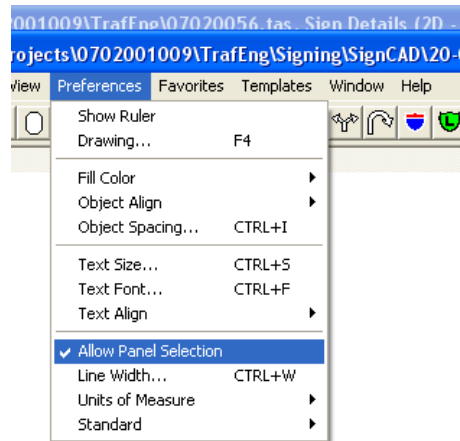 2001009\TrafEng\07020056.tas, Sign Details (2D -
rojects\0702001009\TrafEng\Signing\SignCAD\20-
View Preferences Favorites Templates Window Help
Show Ruler
Drawing... F4
Fill Color
Object Align
Object Spacing... CTRL+I
Text Size... CTRL+S
Text Font... CTRL+F
Text Align
Allow Panel Selection
Line Width... CTRL+W
Units of Measure
Standard